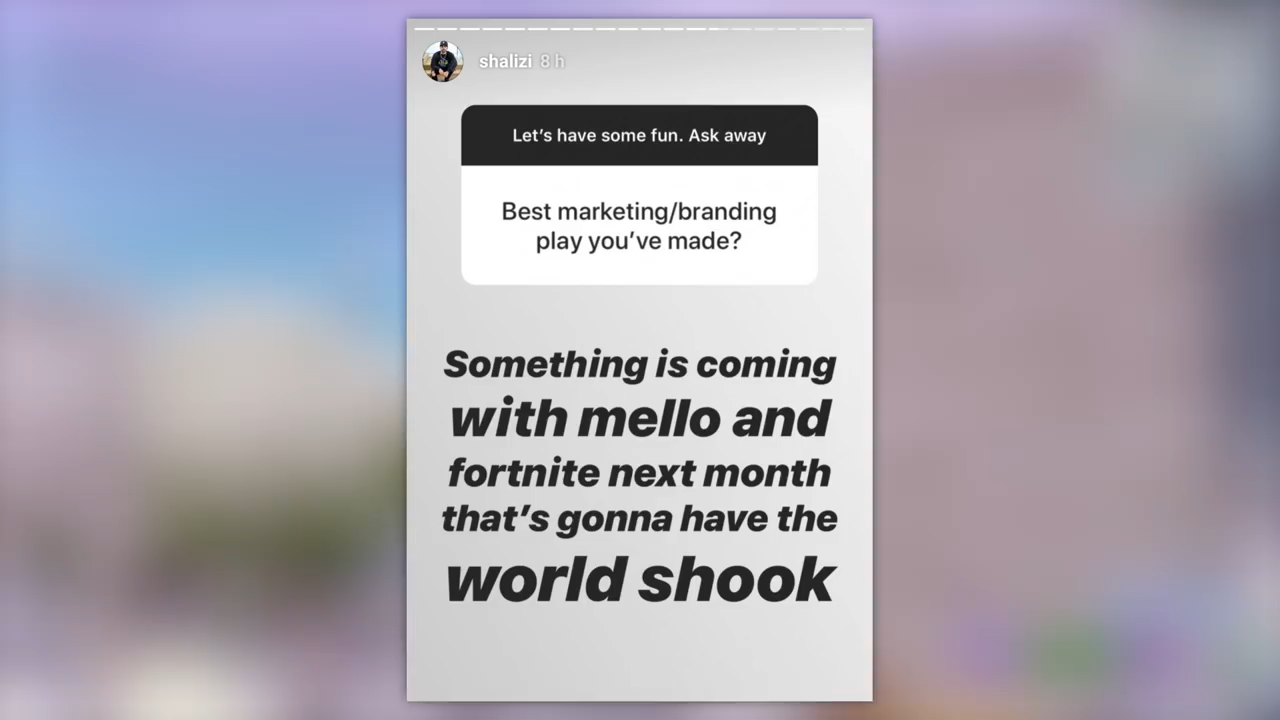 shalizi 8 h
Let’s have some fun. Ask away
Best marketing/branding
play you’ve made?
Something is coming
with mello and
fortnite next month
that’s gonna have the
world shook